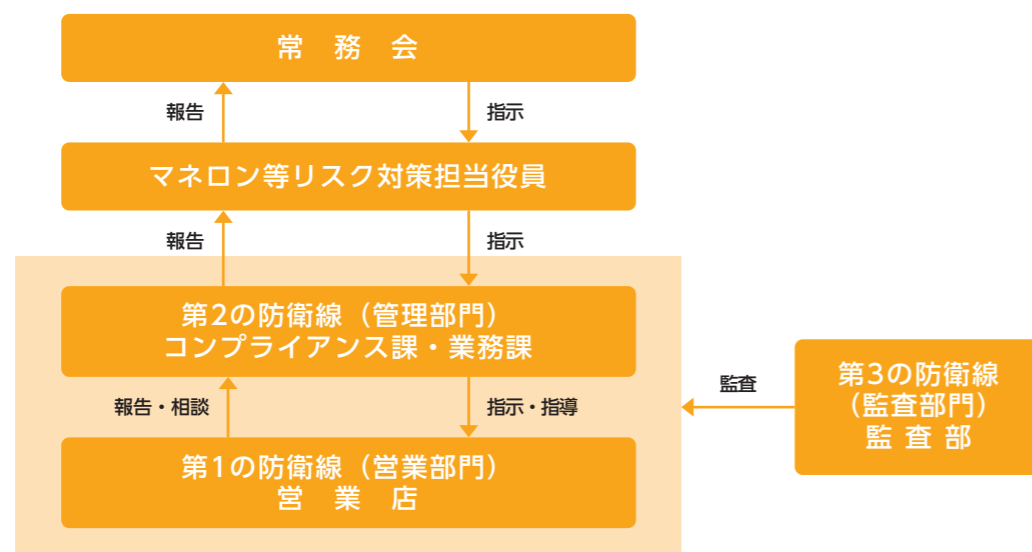 常 務 会
報告
指示
マネロン等リスク対策担当役員
報告
指示
第2の防衛線（管理部門）
コンプライアンス課・業務課
報告・相談
指示・指導
第1の防衛線（営業部門）
営 業 店
監査
第3の防衛線
（監査部門）
監 査 部